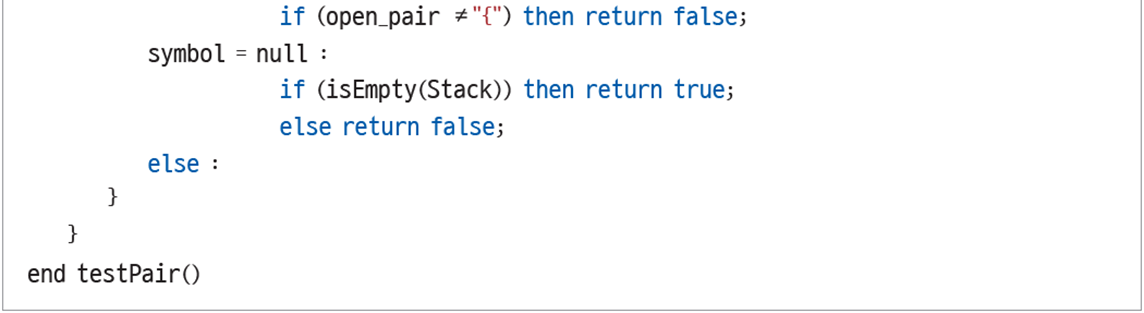 if (open_pair ≠"{") then return false;
symbol = null :
if (isEmpty(Stack)) then return true;
else return false;
else :
}
}
end testPair()